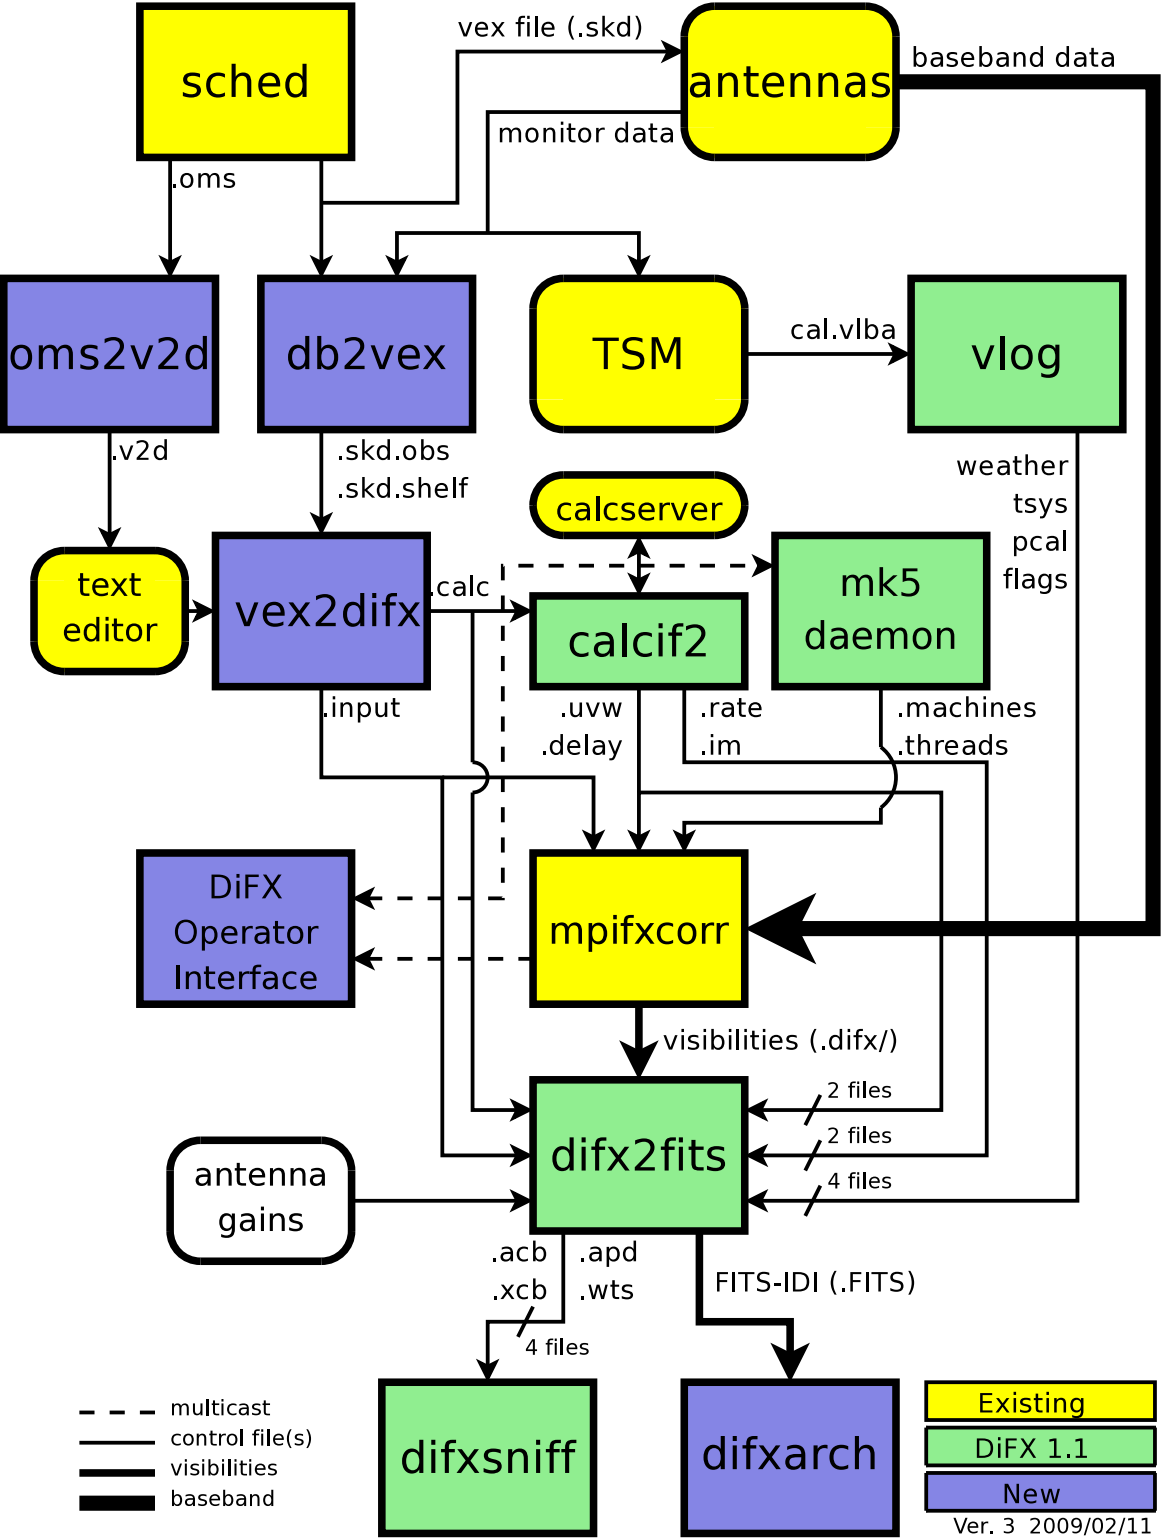 sched
vex file (.skd)
antennas
baseband data
monitor data
.oms
oms2v2d
db2vex
TSM
cal.vlba
vlog
.v2d
.skd.obs
.skd.shelf
weather
tsys
pcal
flags
calcserver
text
editor
vex2difx
.calc
calcif2
mk5
daemon
.input
.uvw
.delay
.rate
.im
.machines
.threads
DiFX
Operator
Interface
mpifxcorr
visibilities (.difx/)
2 files
2 files
4 files
difx2fits
antenna
gains
.acb
.xcb
.apd
.wts
4 files
FITS-IDI (.FITS)
difxsniff
difxarch
multicast
control file(s)
visibilities
baseband
Existing
DiFX 1.1
New
Ver. 3 2009/02/11